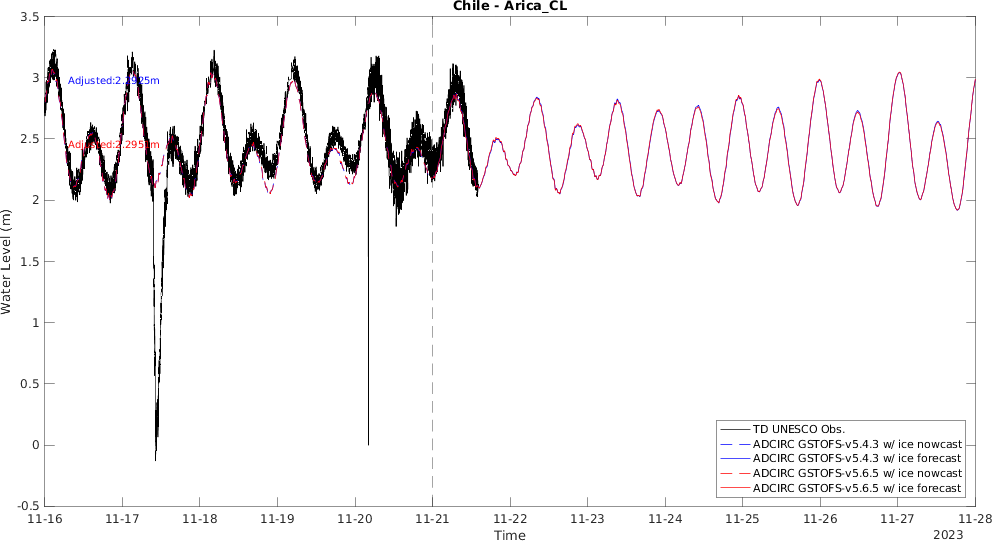 Chile - Arica_CL
3.5
3
2.5
2
1.5
1
0.5
0
-0.5
Water Level (m)
Adjusted:2.2925m
TD UNESCO Obs.
ADCIRC GSTOFS-v5.4.3 w/ ice nowcast
ADCIRC GSTOFS-v5.4.3 w/ ice forecast
ADCIRC GSTOFS-v5.6.5 w/ ice nowcast
ADCIRC GSTOFS-v5.6.5 w/ ice forecast
11-16 11-17 11-18 11-19 11-20 11-21 11-22 11-23 11-24 11-25 11-26 11-27 11-28
Time
2023